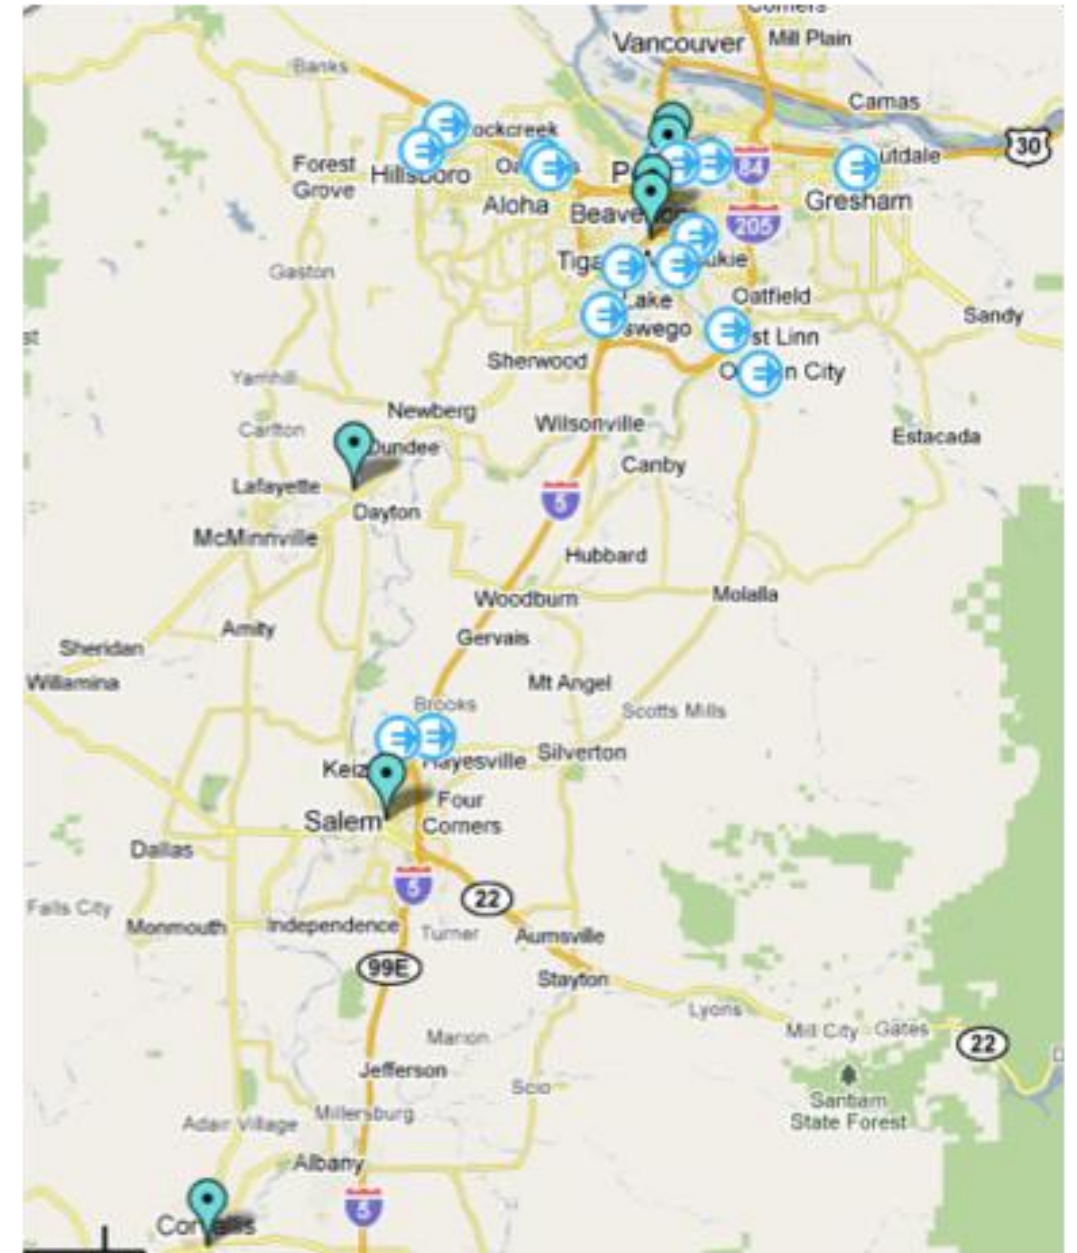 Vancouver
Mill Plain
Banks
Camas
30
Forest
Grove
Aloha
84
Gresham
205
Gaston
Lake
Oatfield
Sandy
Sherwood
Yamhill
Newberg
Carlton
Wilsonville
Estacada
Dundee
Canby
Lafayette
Dayton
5
McMinnville
Hubbard
Woodburn
Molalla
Amity
Gervais
Sheridan
Willamina
Mt Angel
Brooks
Scotts Mills
Silverton
Salem
Four
Corners
Dallas
5
22
Falls City
Monmouth
Independence
Turner
Aumsville
99E
Stayton
Lyons
Mill City
Gates
22
Marion
Jefferson
Scio
Santiam
State Forest
Adair Village
Millersburg
Albany
5